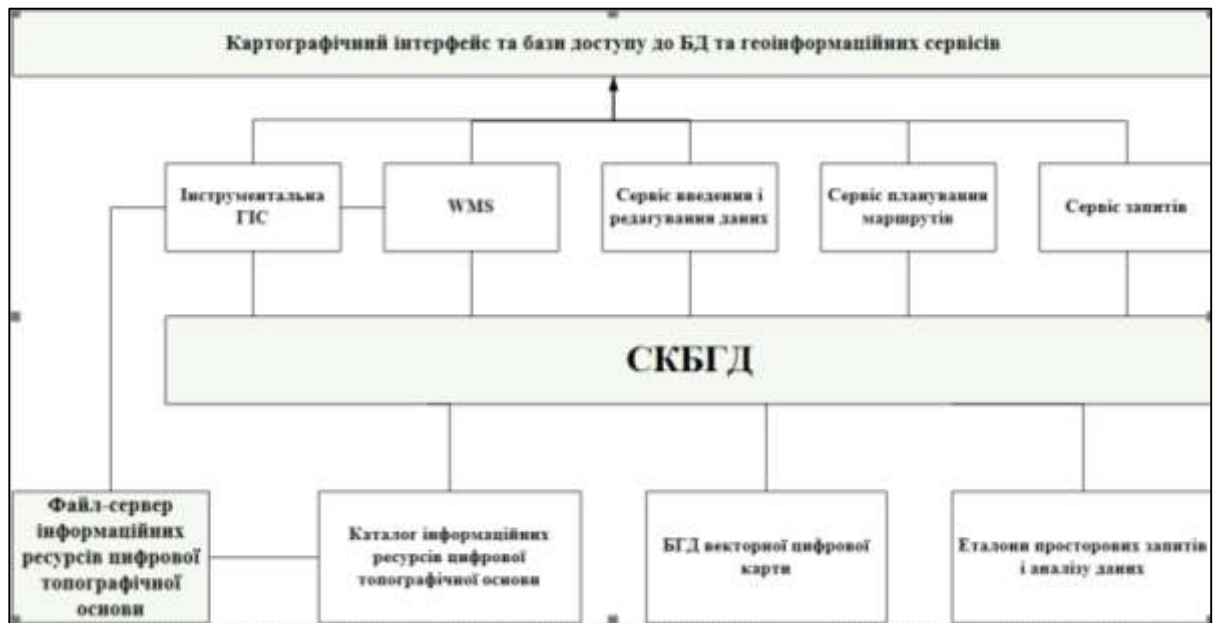 Картографічний інтерфейс та бази доступу до БД та геоінформаційних сервісів
Інструментальна
ГІС
WMS
Сервіс введення і
редагування даних
Сервіс планування
маршрутів
Сервіс запитів
СКБГД
Файл-сервер
інформаційних
ресурсів цифрової
топографічної
основи
Каталог інформаційних
ресурсів цифрової
топографічної основи
БГД векторної цифрової
карти
Еталони просторових запитів
і аналізу даних